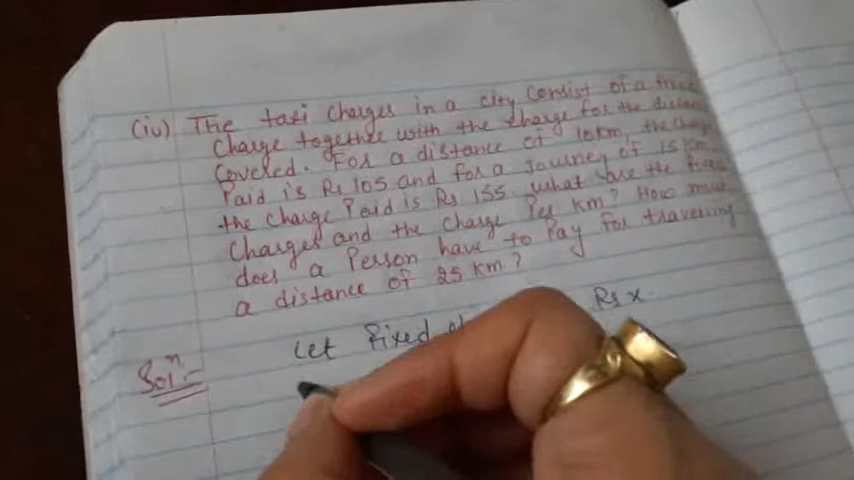 (iv) The taxi charges in a city consist of a fixed
charge together with the charge for the distan
covered. For a distance of 10km, the charge
Paid is Rs 105 and for a Journey of 15 km
the charge Paid is Rs 155. What are the fixed
Charges and the charge Per km? How much
does a Person have to Pay for travelling
a distance of 25 km?
Solⁿ:- Let fixed Rs x